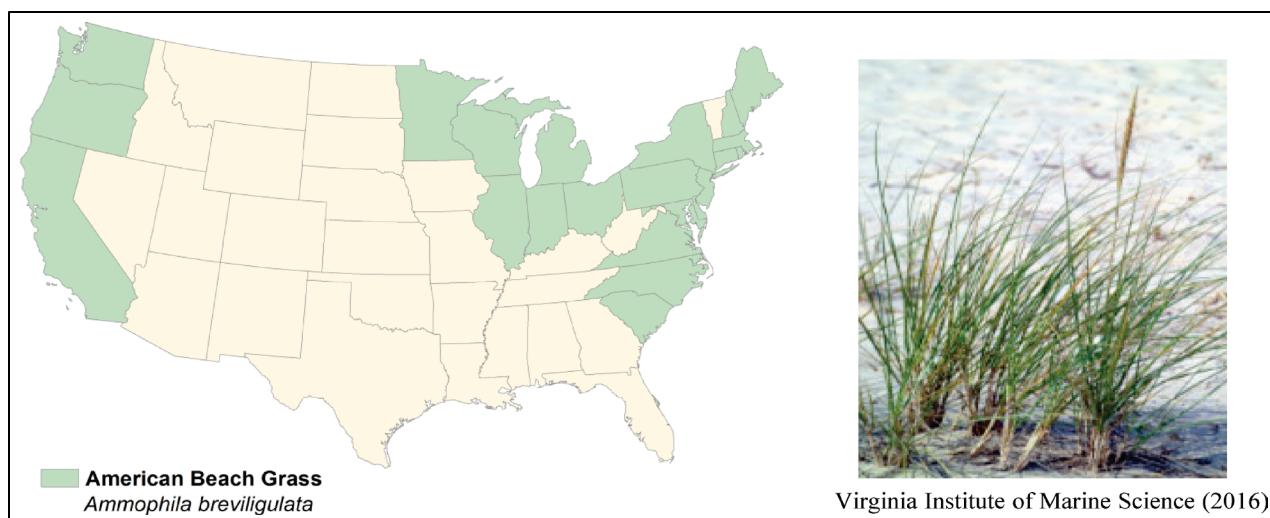 American Beach Grass
Ammophila breviligulata
Virginia Institute of Marine Science (2016)